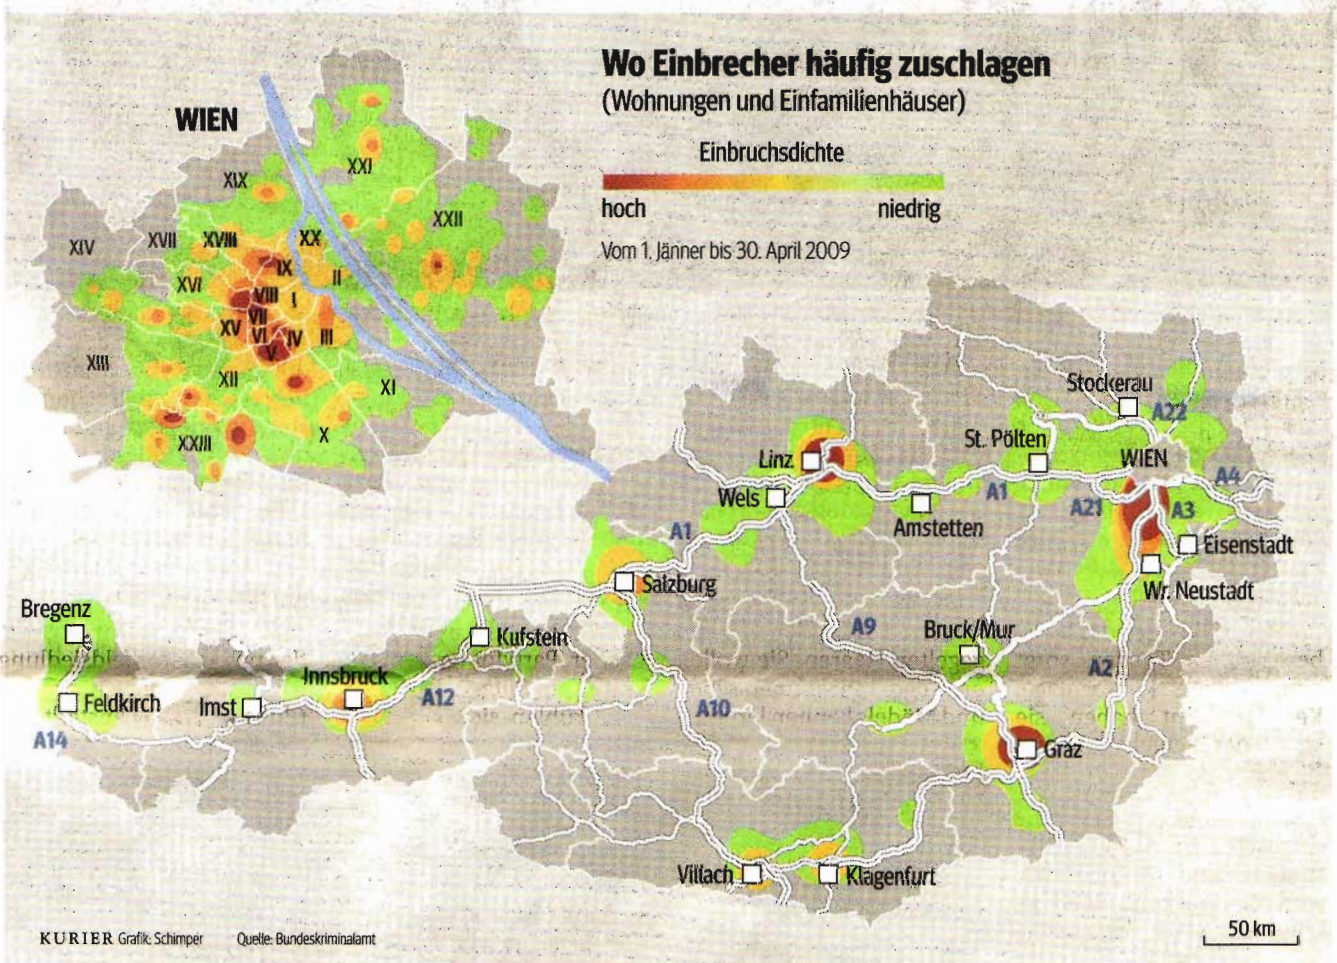 Wo Einbrecher häufig zuschlagen
(Wohnungen und Einfamilienhäuser)
Einbruchsdichte
hoch niedrig
Vom 1. Jänner bis 30. April 2009
WIEN
XXI
XIX
XXII
XX
XVIII
XVII
XIV
IX
II
XVI
VIII
I
VII
XV
VI
IV
III
V
XIII
XII
XI
X
XXIII
Stockerau
A22
St. Pölten
WIEN
Linz
A4
Wels
A1
A21
A3
Amstetten
A1
Eisenstadt
Salzburg
Wr. Neustadt
Bregenz
Kufstein
A9
Bruck/Mur
A2
Innsbruck
A12
Feldkirch
Imst
A10
A14
Graz
Villach
Klagenfurt
50 km
KURIER Grafik: Schimper Quelle: Bundeskriminalamt